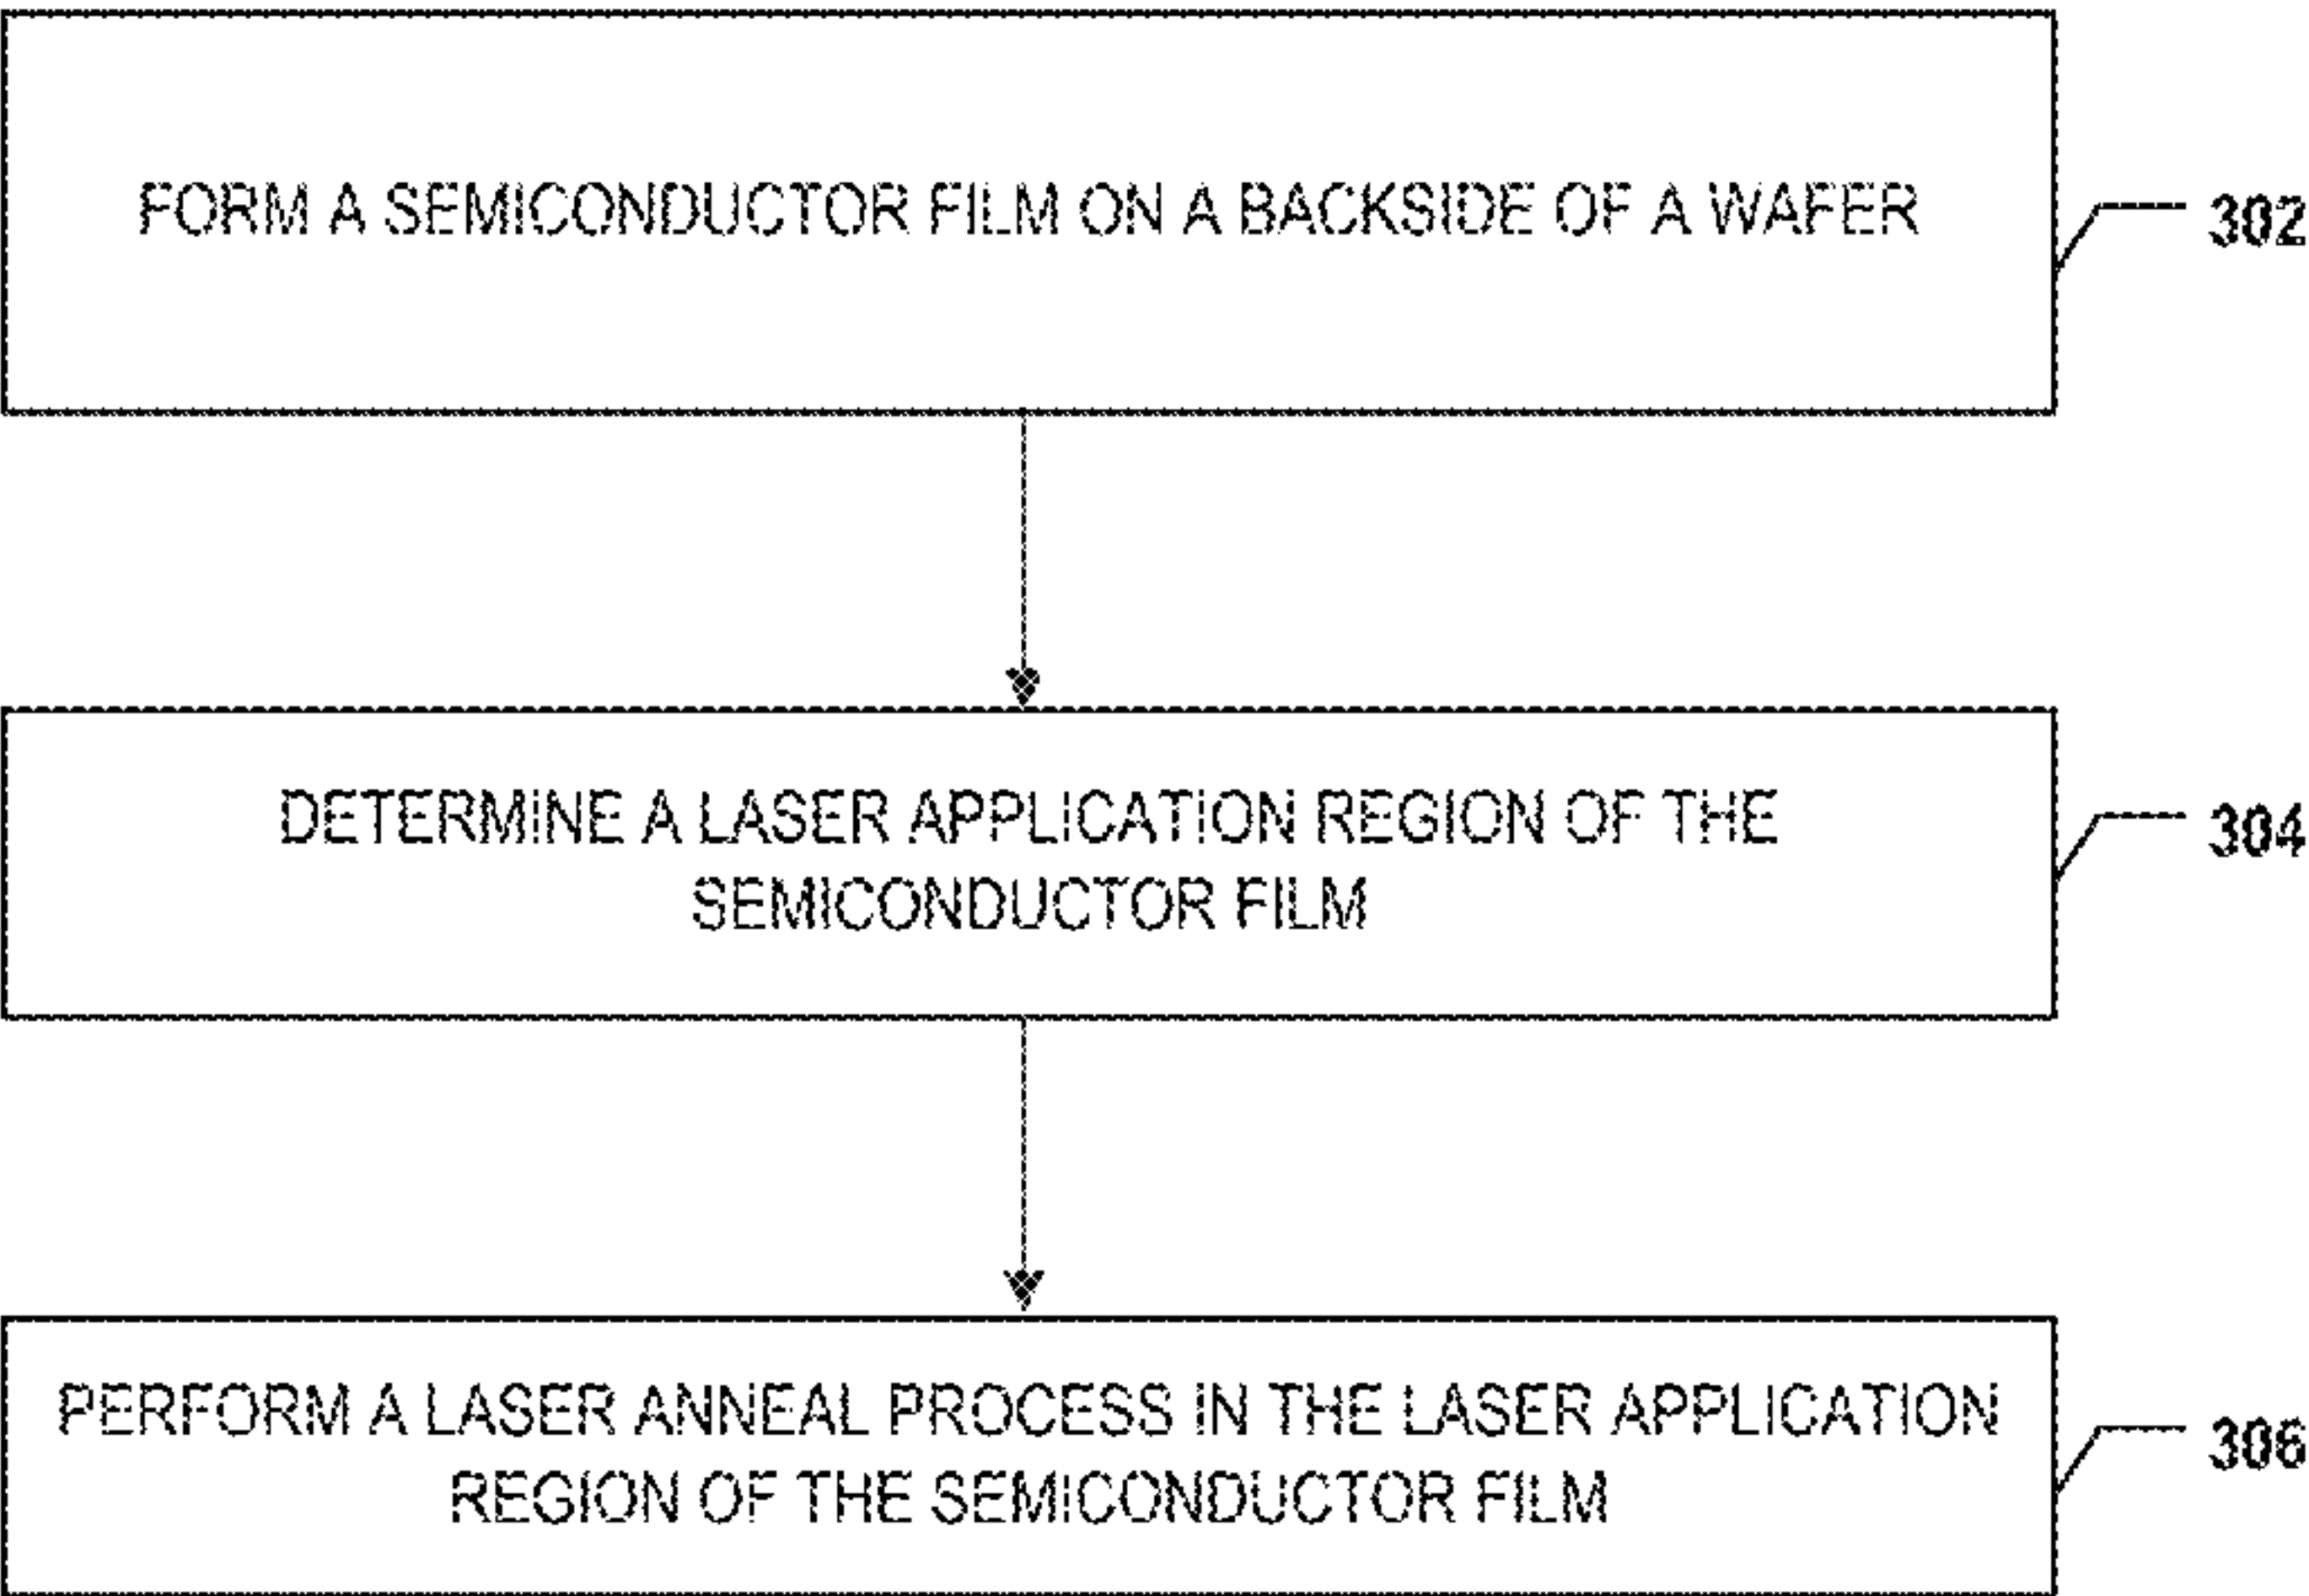 FORM A SEMICONDUCTOR FILM ON A BACKSIDE OF A WAFER
302
DETERMINE A LASER APPLICATION REGION OF THE
SEMICONDUCTOR FILM
304
PERFORM A LASER ANNEAL PROCESS IN THE LASER APPLICATION
REGION OF THE SEMICONDUCTOR FILM
306